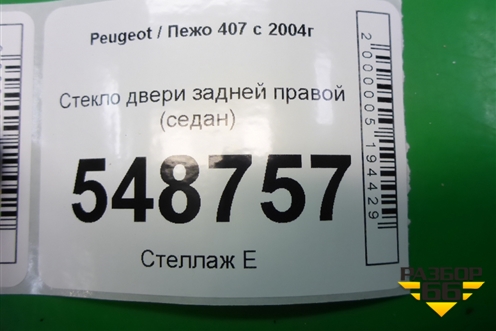 Peugeot / Пежо 407 с 2004г
Стекло двери задней правой
(седан)
548757
Стеллаж Е
2000005194429
РАЗБОР
66